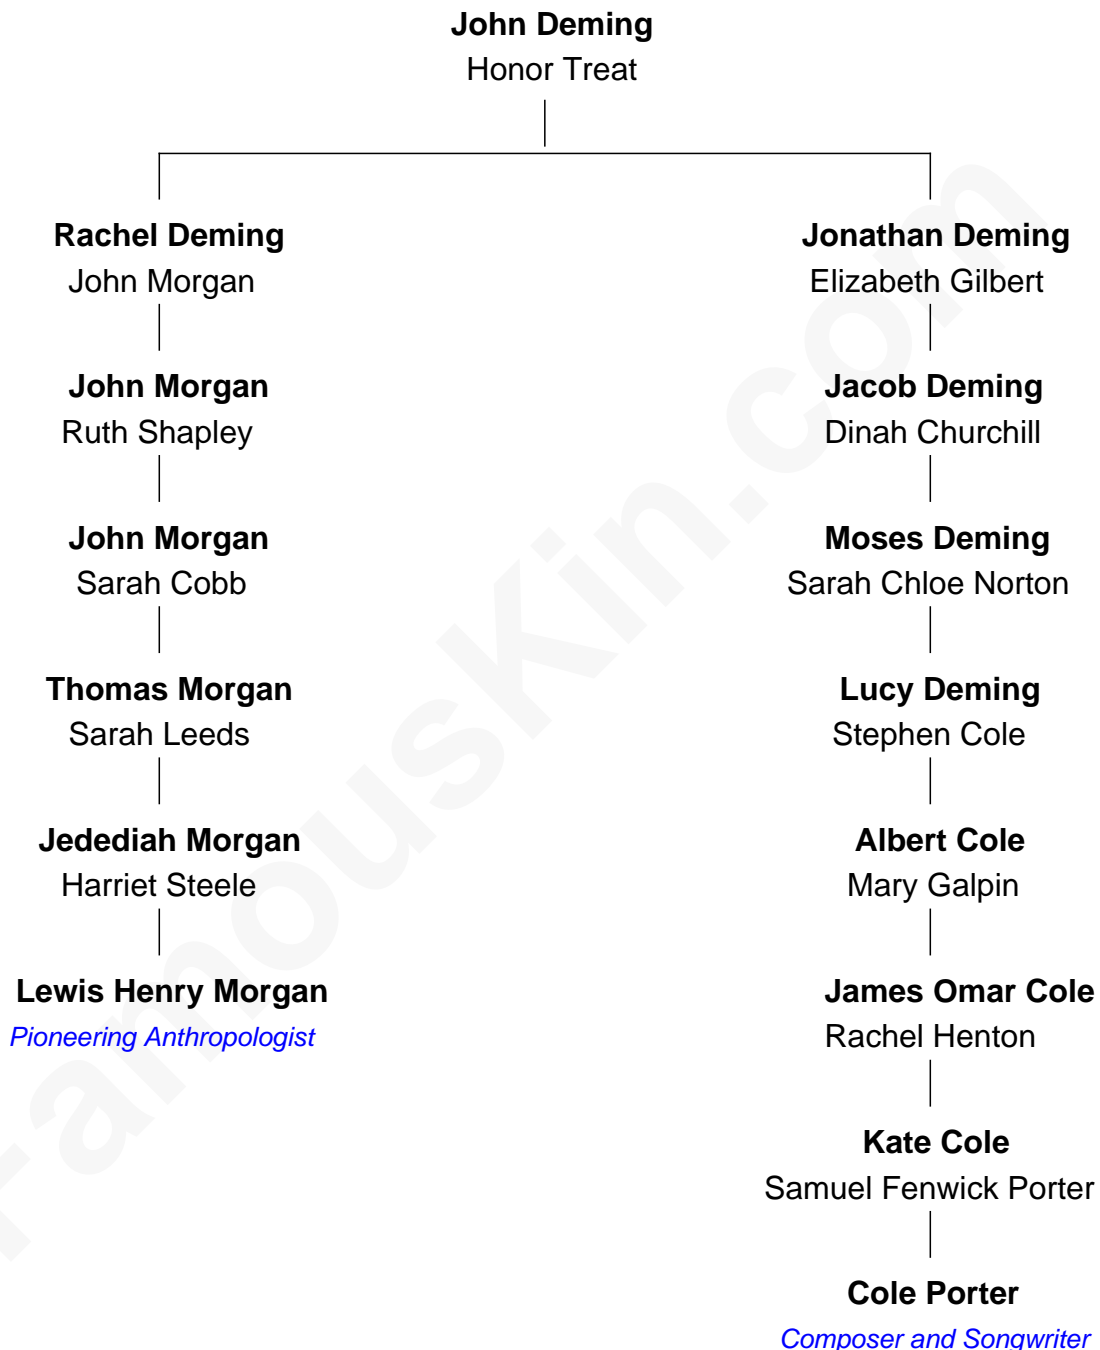 John Deming
Honor Treat
Rachel Deming
John Morgan
John Morgan
Ruth Shapley
John Morgan
Sarah Cobb
Thomas Morgan
Sarah Leeds
Jedediah Morgan
Harriet Steele
Lewis Henry Morgan
Pioneering Anthropologist
Jonathan Deming
Elizabeth Gilbert
Jacob Deming
Dinah Churchill
Moses Deming
Sarah Chloe Norton
Lucy Deming
Stephen Cole
Albert Cole
Mary Galpin
James Omar Cole
Rachel Henton
Kate Cole
Samuel Fenwick Porter
Cole Porter
Composer and Songwriter
FamousKin.com